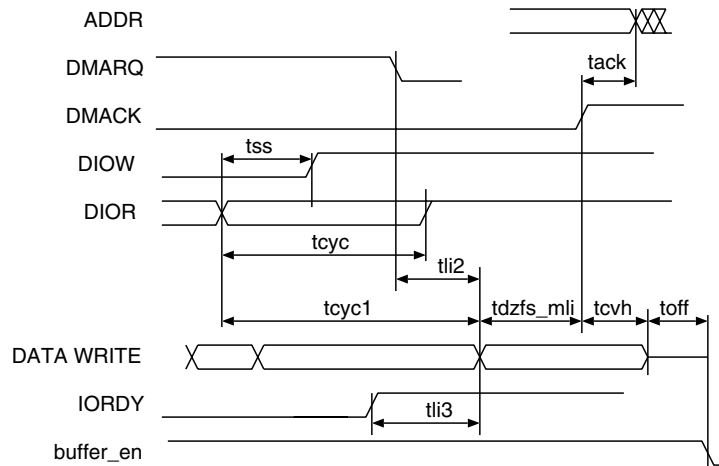 ADDR
DMARQ
tack
DMACK
DIOW
tss
DIOR
tcyc
tli2
tcyc1
tdzfs_mli
tcvh
toff
DATA WRITE
IORDY
tli3
buffer_en